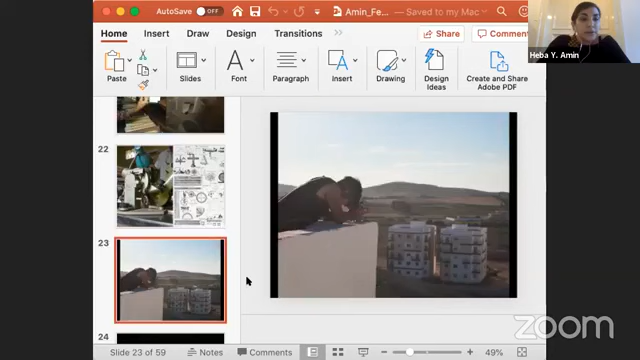 AutoSave OFF Amin_Fe... — Saved to my Mac
Home Insert Draw Design Transitions >> Share Comments
Paste Slides Font Paragraph Insert Drawing Design Ideas Create and Share Adobe PDF
Heba Y. Amin
22
23
24
Slide 23 of 59 Notes Comments 49%
zoom